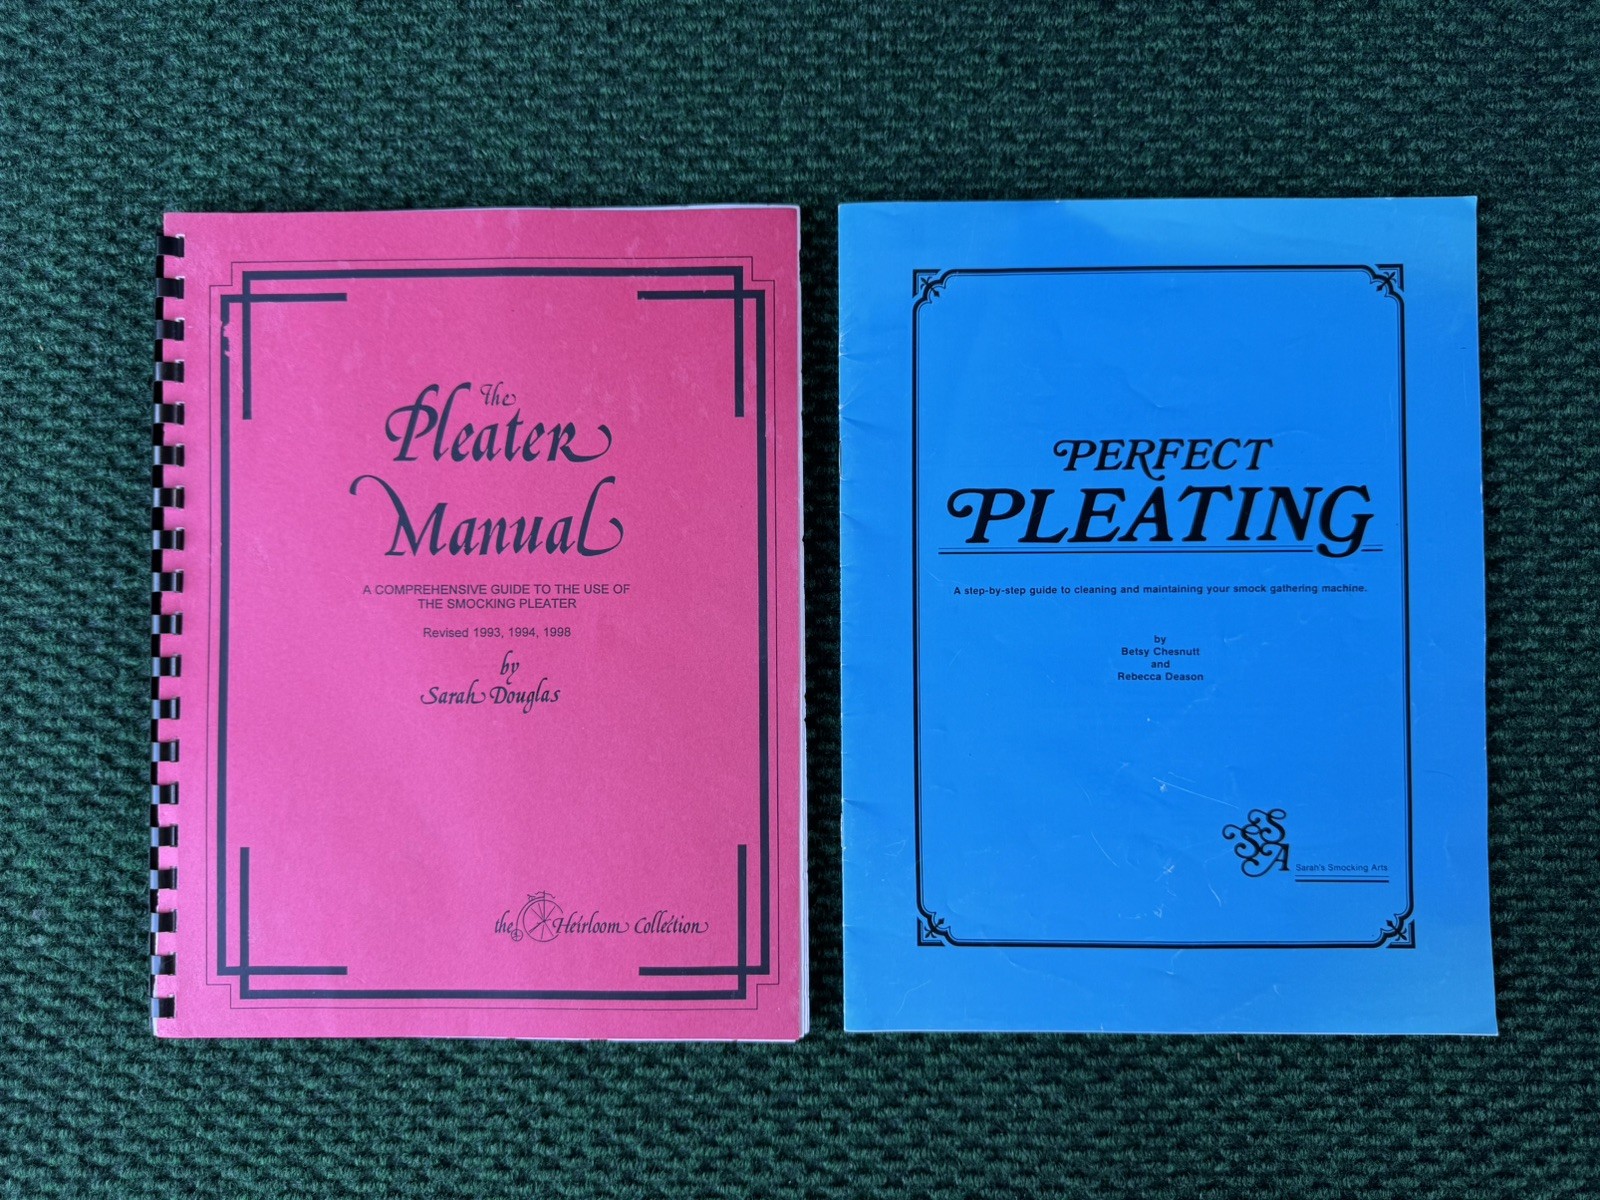 The
Pleater
Manual
A COMPREHENSIVE GUIDE TO THE USE OF
THE SMOCKING PLEATER
Revised 1993, 1994, 1998
by
Sarah Douglas
the Heirloom Collection
PERFECT
PLEATING
A step-by-step guide to cleaning and maintaining your smock gathering machine.
by
Betsy Chesnutt
and
Rebecca Deason
SSA
Sarah's Smocking Arts